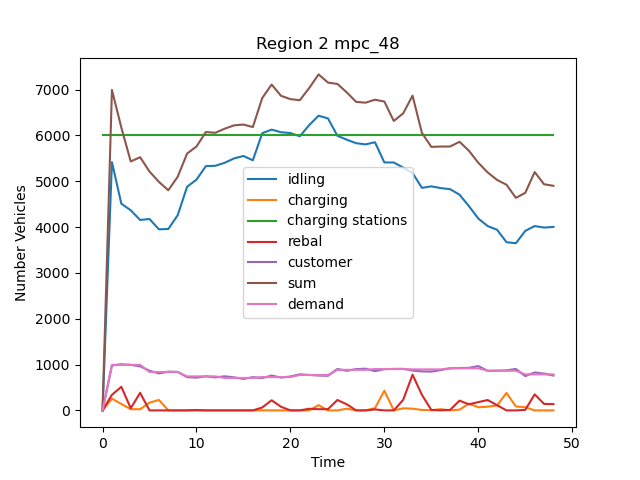 Region 2 mpc_48
Number Vehicles
7000
6000
5000
4000
3000
2000
1000
0
idling
charging
charging stations
rebal
customer
sum
demand
0 10 20 30 40 50
Time